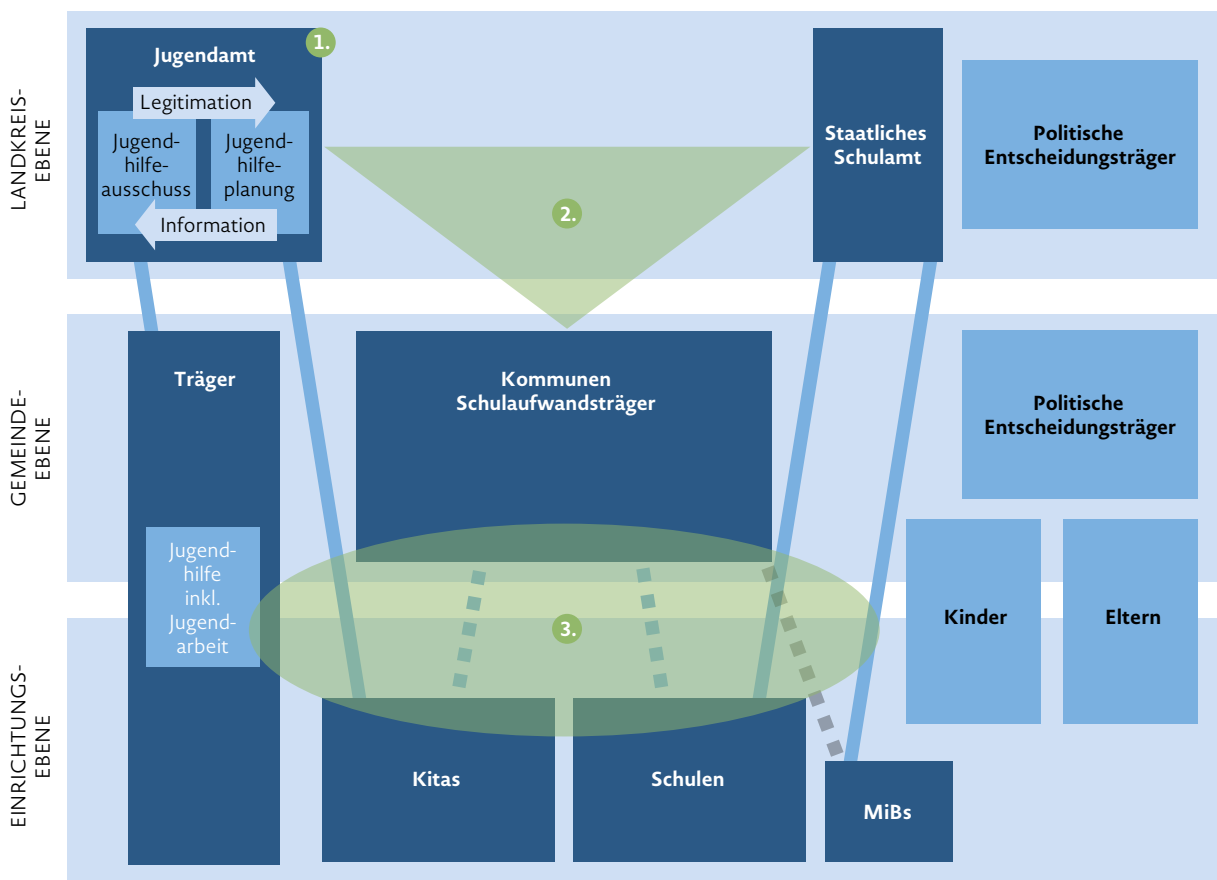 LANDKREIS-
EBENE
Jugendamt
1.
Legitimation
Jugend-
hilfe-
ausschuss
Jugend-
hilfe-
planung
Information
2.
Staatliches
Schulamt
Politische
Entscheidungsträger
GEMEINDE-
EBENE
Träger
Kommunen
Schulaufwandsträger
Politische
Entscheidungsträger
Jugend-
hilfe
inkl.
Jugend-
arbeit
3.
Kinder
Eltern
EINRICHTUNGS-
EBENE
Kitas
Schulen
MiBs